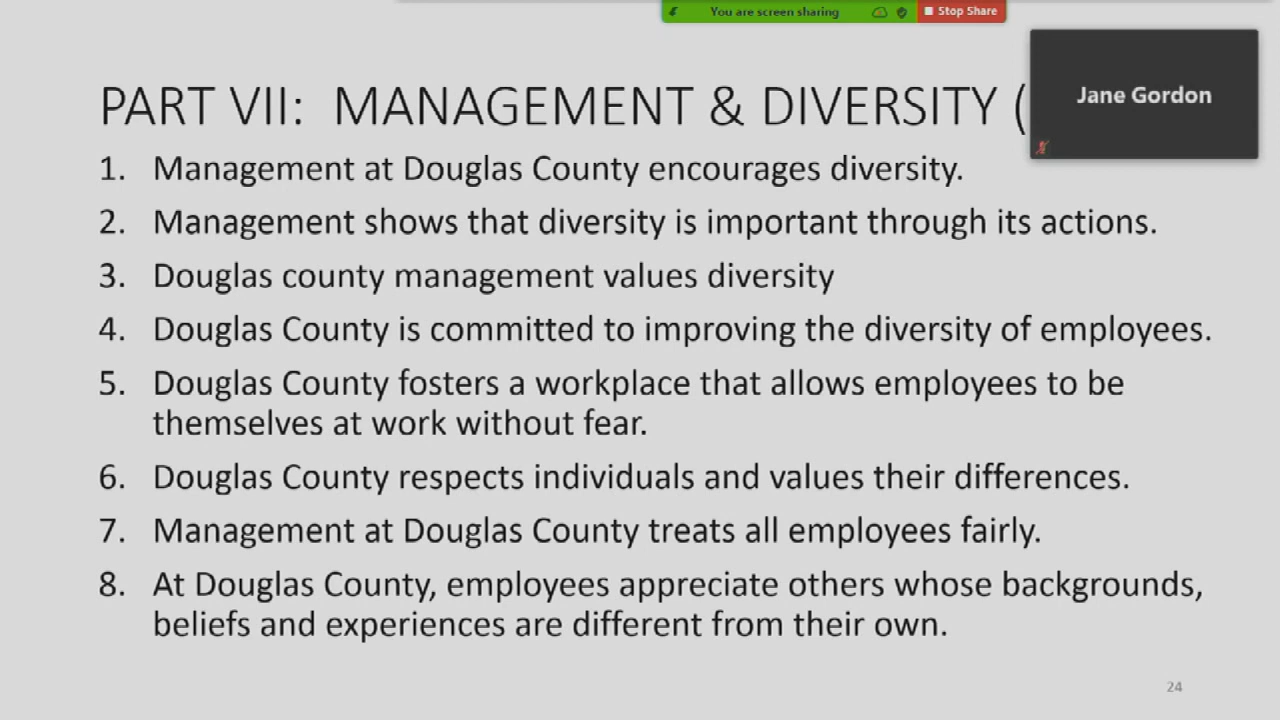 You are screen sharing
Stop Share
Jane Gordon
PART VII: MANAGEMENT & DIVERSITY (
1. Management at Douglas County encourages diversity.
2. Management shows that diversity is important through its actions.
3. Douglas county management values diversity
4. Douglas County is committed to improving the diversity of employees.
5. Douglas County fosters a workplace that allows employees to be
themselves at work without fear.
6. Douglas County respects individuals and values their differences.
7. Management at Douglas County treats all employees fairly.
8. At Douglas County, employees appreciate others whose backgrounds,
beliefs and experiences are different from their own.
24